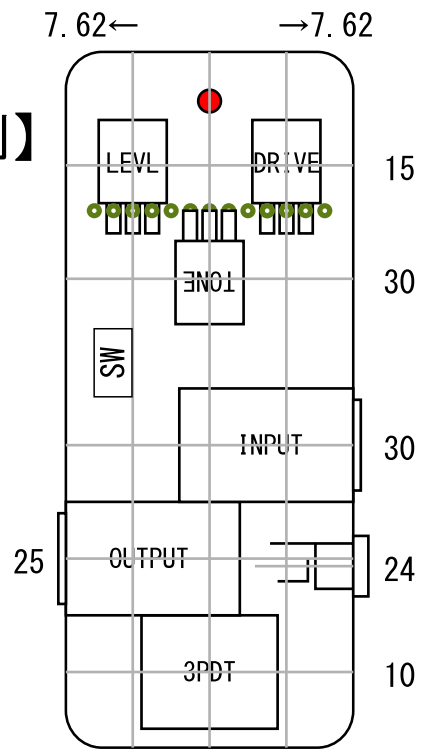 7.62← →7.62
】
LEVL DRIVE
15
TONE
30
SW
INPUT
30
25 OUTPUT
24
3PDT
10